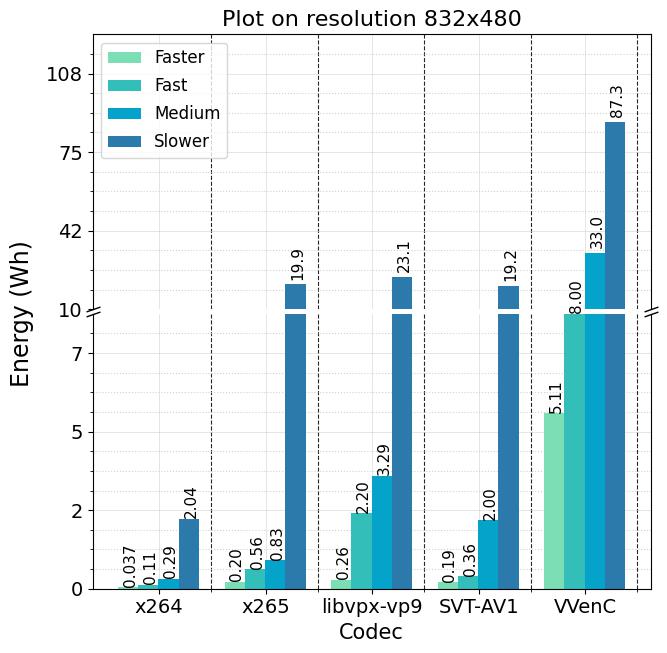 Plot on resolution 832x480
Faster
Fast
Medium
Slower
Energy (Wh)
108
75
42
10
7
5
2
0
0.037
0.11
0.29
2.04
0.20
0.56
0.83
19.9
0.26
2.20
3.29
23.1
0.19
0.36
2.00
19.2
5.11
8.00
33.0
87.3
x264
x265
libvpx-vp9
SVT-AV1
VVenC
Codec